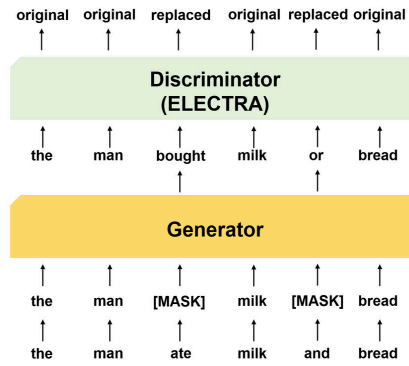 original original replaced original replaced original
Discriminator
(ELECTRA)
the man bought milk or bread
Generator
the man [MASK] milk [MASK] bread
the man ate milk and bread